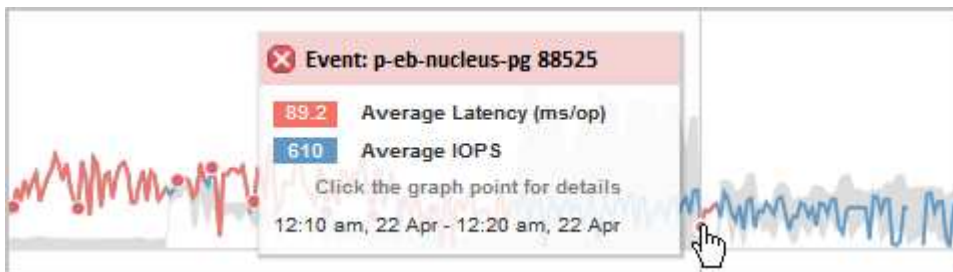 Event: p-eb-nucleus-pg 88525
89.2 Average Latency (ms/op)
610 Average IOPS
Click the graph point for details
12:10 am, 22 Apr - 12:20 am, 22 Apr